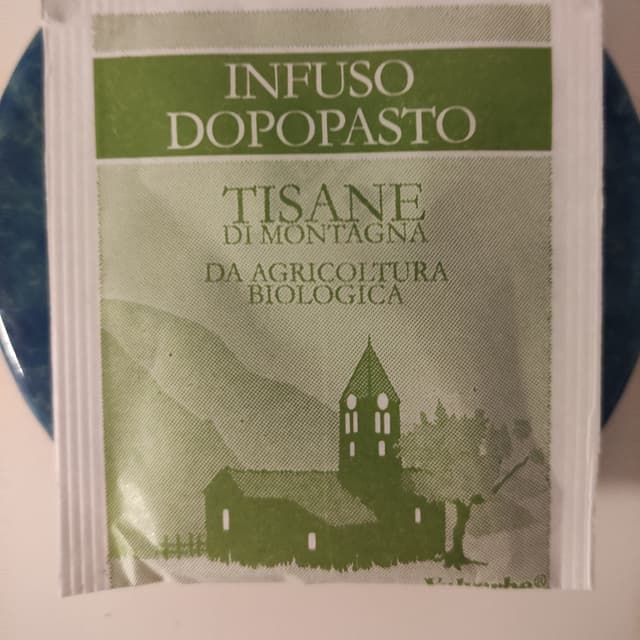 INFUSO
DOPOPASTO
TISANE
DI MONTAGNA
DA AGRICOLTURA
BIOLOGICA